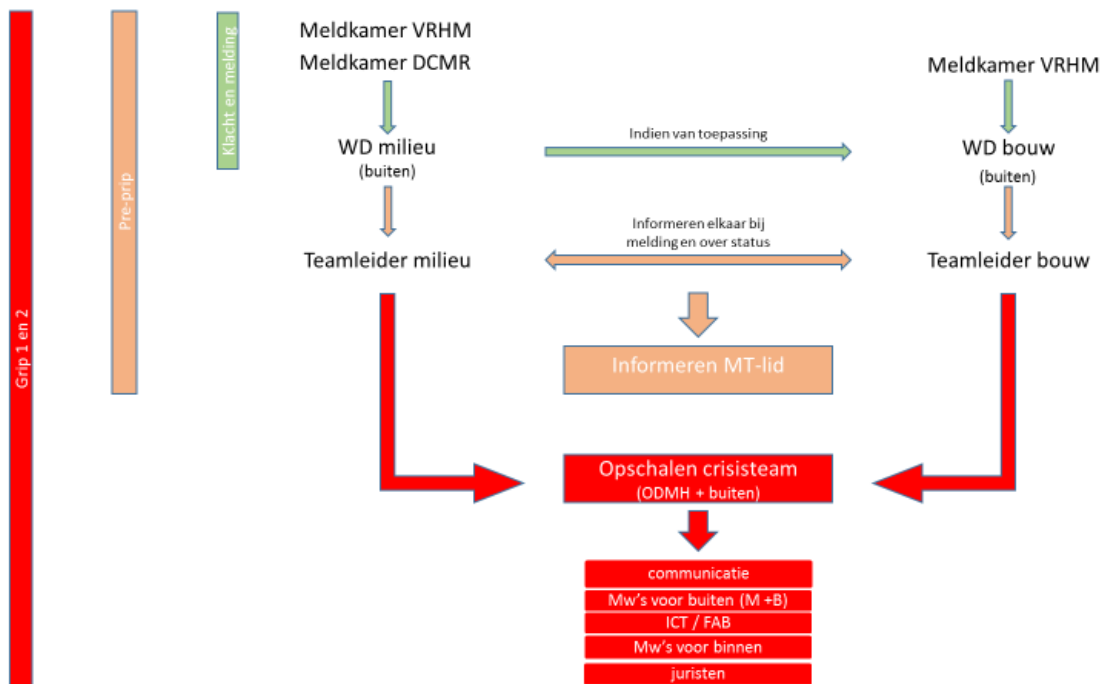 Grip 1 en 2
Pre-prip
Klacht en melding
Meldkamer VRHM
Meldkamer DCMR
Meldkamer VRHM
WD milieu
(buiten)
Indien van toepassing
WD bouw
(buiten)
Teamleider milieu
Informeren elkaar bij
melding en over status
Teamleider bouw
Informeren MT-lid
Opschalen crisisteam
(ODMH + buiten)
communicatie
Mw's voor buiten (M +B)
ICT / FAB
Mw's voor binnen
juristen